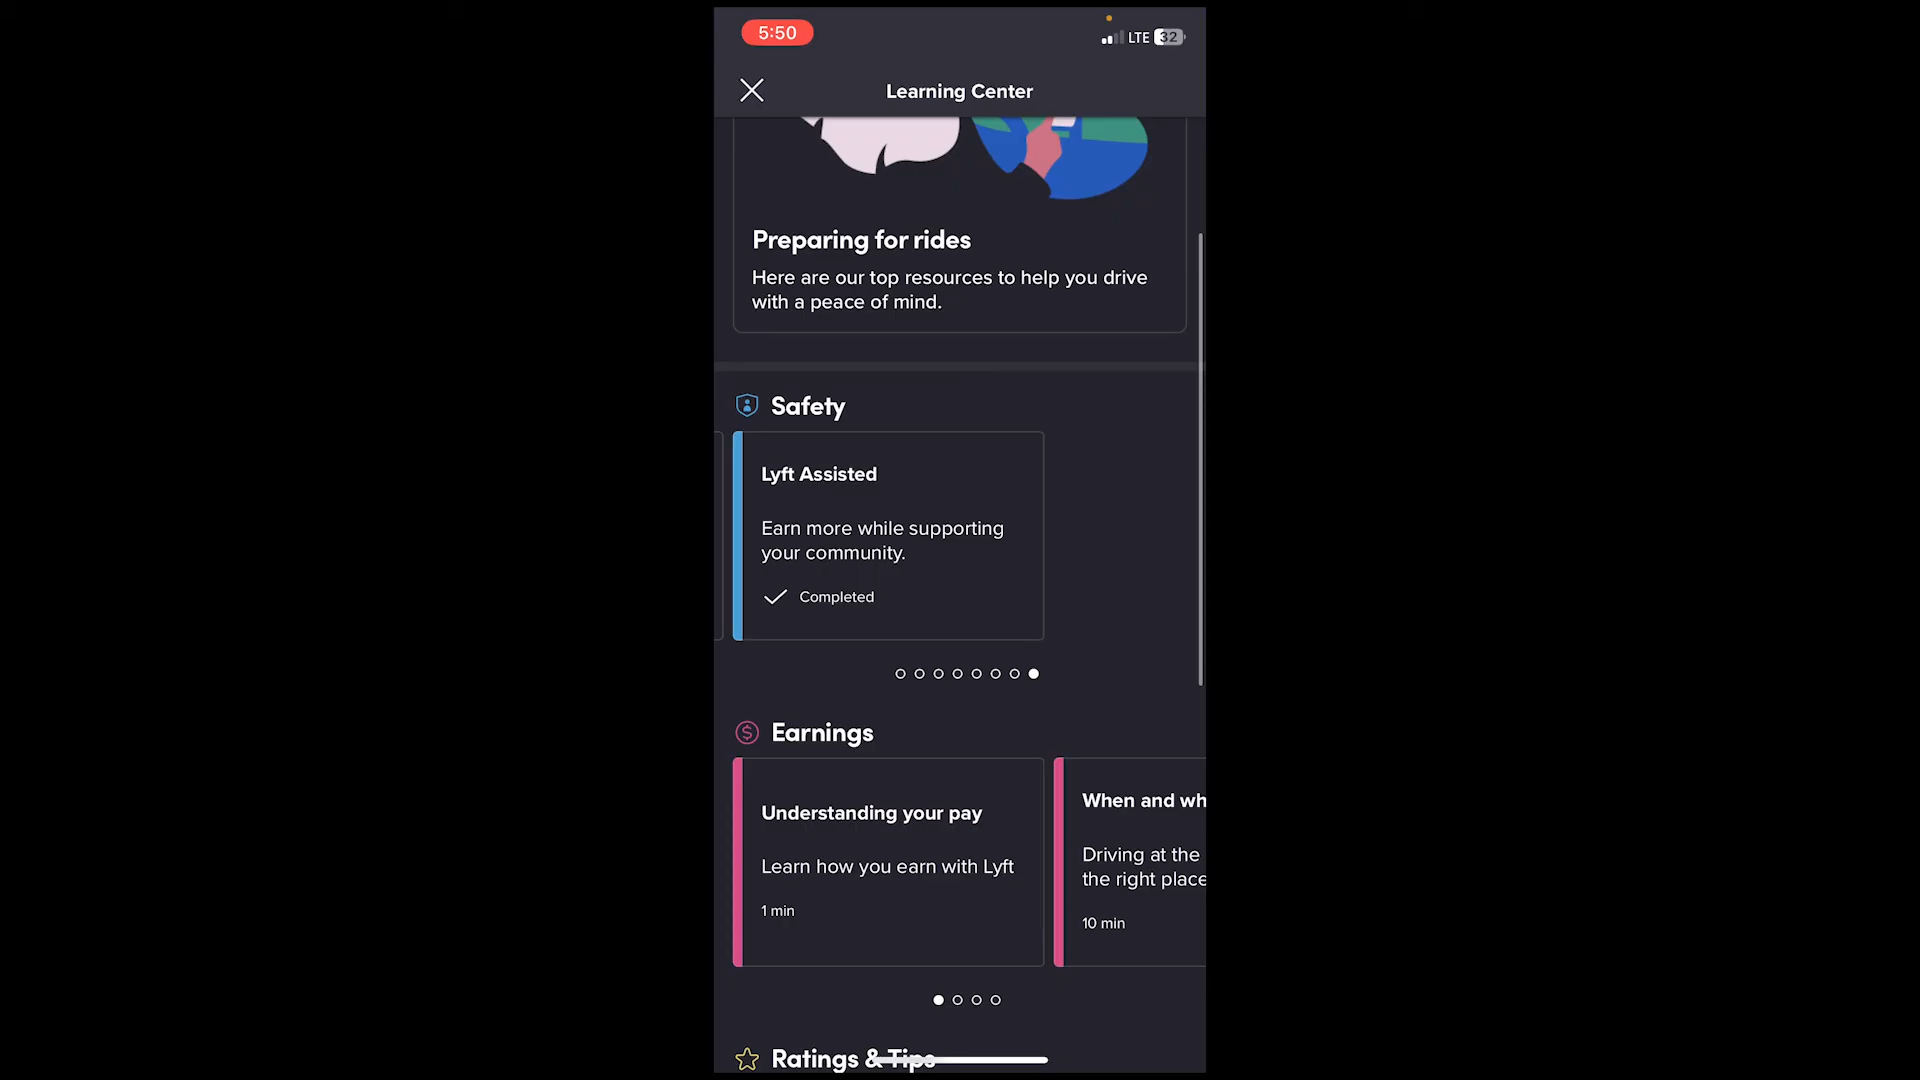 5:50
LTE 32
Learning Center
Preparing for rides
Here are our top resources to help you drive
with a peace of mind.
Safety
Lyft Assisted
Earn more while supporting
your community.
Completed
Earnings
Understanding your pay
Learn how you earn with Lyft
1 min
When and wh
Driving at the
the right place
10 min
Ratings & Tips